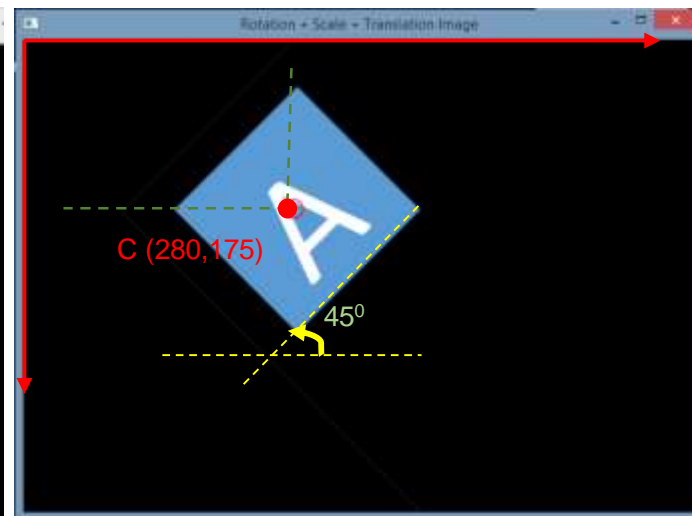 Rotation + Scale + Translation Image
A
C (280,175)
45⁰